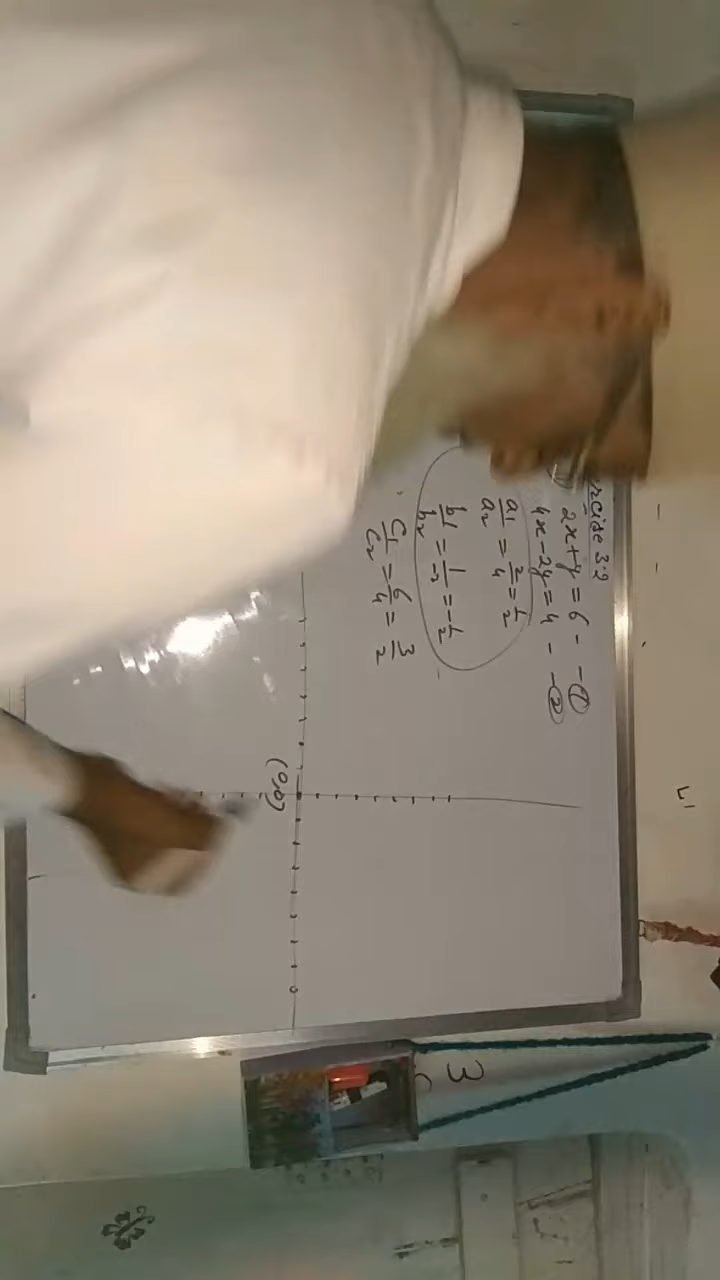 rcise 3.2
2x + y = 6 - - ①
4x - 2y = 4 - - ②
a1/a2 = 2/4 = 1/2
b1/b2 = 1/-2 = -1/2
c1/c2 = 6/4 = 3/2
(0,0)
3